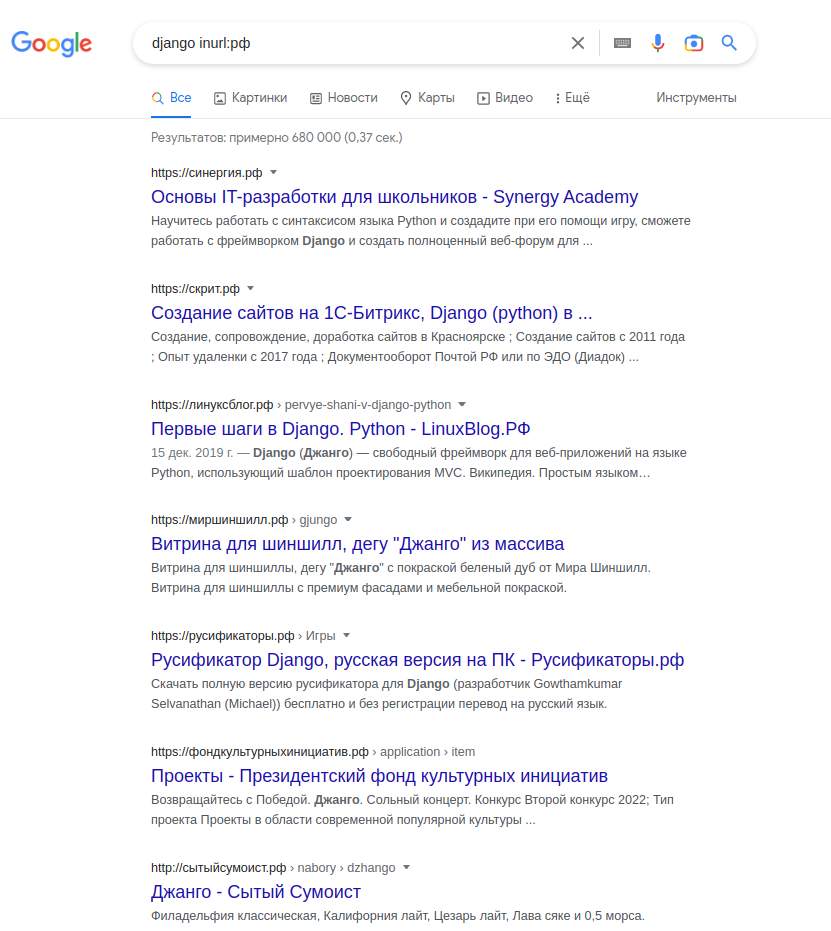 Google
django inurl:рф
Все Картинки Новости Карты Видео Ещё Инструменты
Результатов: примерно 680 000 (0,37 сек.)
https://синергия.рф
Основы IT-разработки для школьников - Synergy Academy
Научитесь работать с синтаксисом языка Python и создадите при его помощи игру, сможете
работать с фреймворком Django и создать полноценный веб-форум для ...
https://скрит.рф
Создание сайтов на 1С-Битрикс, Django (python) в ...
Создание, сопровождение, доработка сайтов в Красноярске ; Создание сайтов с 2011 года
; Опыт удаленки с 2017 года ; Документооборот Почтой РФ или по ЭДО (Диадок) ...
https://линуксблог.рф › pervye-shani-v-django-python
Первые шаги в Django. Python - LinuxBlog.РФ
15 дек. 2019 г. — Django (Джанго) — свободный фреймворк для веб-приложений на языке
Python, использующий шаблон проектирования MVC. Википедия. Простым языком…
https://миршиншилл.рф › gjungo
Витрина для шиншилл, дегу "Джанго" из массива
Витрина для шиншиллы, дегу "Джанго" с покраской беленый дуб от Мира Шиншилл.
Витрина для шиншиллы с премиум фасадами и мебельной покраской.
https://русификаторы.рф › Игры
Русификатор Django, русская версия на ПК - Русификаторы.рф
Скачать полную версию русификатора для Django (разработчик Gowthamkumar
Selvanathan (Michael)) бесплатно и без регистрации перевод на русский язык.
https://фондкультурныхинициатив.рф › application › item
Проекты - Президентский фонд культурных инициатив
Возвращайтесь с Победой. Джанго. Сольный концерт. Конкурс Второй конкурс 2022; Тип
проекта Проекты в области современной популярной культуры ...
http://сытыйсумоист.рф › nabory › dzhango
Джанго - Сытый Сумоист
Филадельфия классическая, Калифорния лайт, Цезарь лайт, Лава сяке и 0,5 морса.